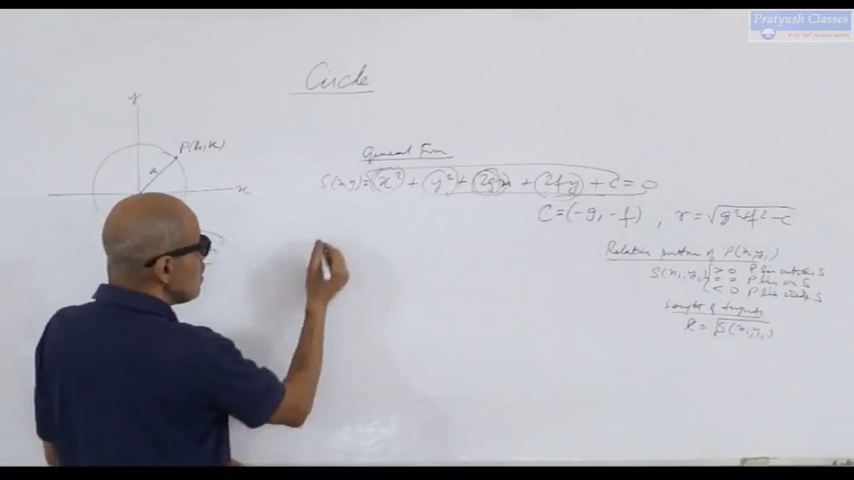 Pratyush Classes
Circle
y
P(h,k)
a
x
General Form
S(x,y)=x² + y² + 2gx + 2fy + c = 0
C=(-g,-f) , r=√g²+f²-c
Relative position of P(x₁,y₁)
S(x₁,y₁) > 0 P lies outside S
= 0 P lies on S
< 0 P lies inside S
Length of tangents
l = √S(x₁,y₁)